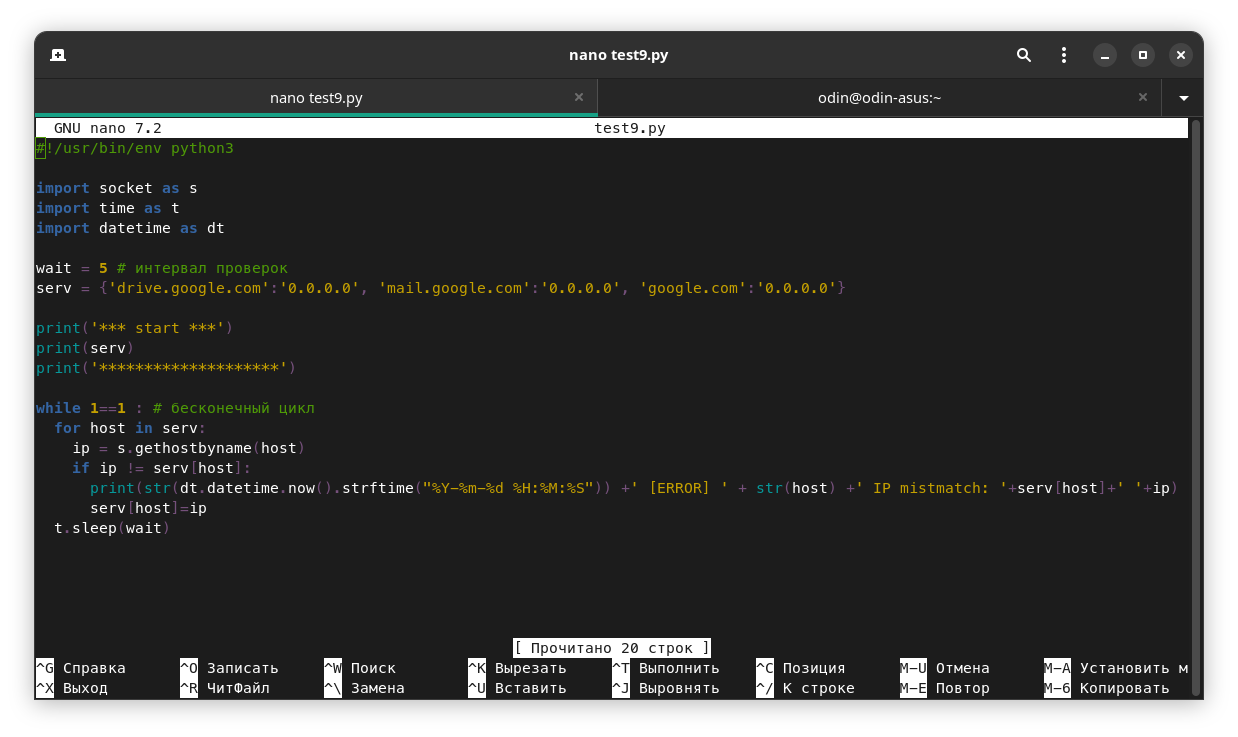 nano test9.py
nano test9.py
odin@odin-asus:~
GNU nano 7.2 test9.py
#!/usr/bin/env python3
import socket as s
import time as t
import datetime as dt
wait = 5 # интервал проверок
serv = {'drive.google.com':'0.0.0.0', 'mail.google.com':'0.0.0.0', 'google.com':'0.0.0.0'}
print('*** start ***')
print(serv)
print('********************')
while 1==1 : # бесконечный цикл
  for host in serv:
    ip = s.gethostbyname(host)
    if ip != serv[host]:
      print(str(dt.datetime.now().strftime("%Y-%m-%d %H:%M:%S")) +' [ERROR] ' + str(host) +' IP mistmatch: '+serv[host]+' '+ip)
      serv[host]=ip
  t.sleep(wait)
[ Прочитано 20 строк ]
^G Справка ^O Записать ^W Поиск ^K Вырезать ^T Выполнить ^C Позиция M-U Отмена M-A Установить м
^X Выход ^R ЧитФайл ^\ Замена ^U Вставить ^J Выровнять ^/ К строке M-E Повтор M-6 Копировать